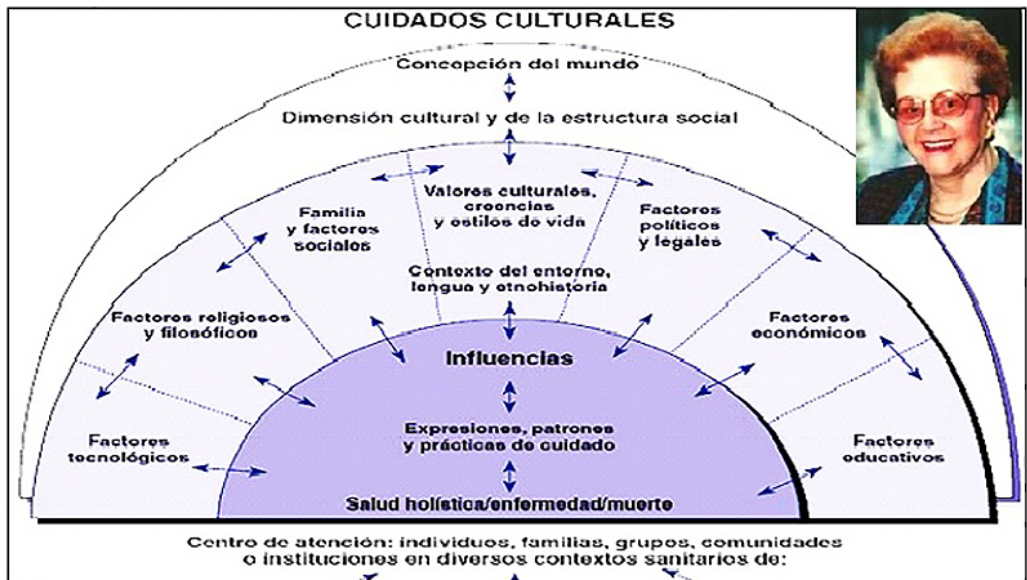 CUIDADOS CULTURALES
Concepción del mundo
Dimensión cultural y de la estructura social
Valores culturales,
creencias
y estilos de vida
Familia
y factores
sociales
Factores
políticos
y legales
Contexto del entorno,
lengua y etnohistoria
Factores religiosos
y filosóficos
Factores
económicos
Influencias
Expresiones, patrones
y prácticas de cuidado
Factores
tecnológicos
Factores
educativos
Salud holística/enfermedad/muerte
Centro de atención: individuos, familias, grupos, comunidades
o instituciones en diversos contextos sanitarios de: